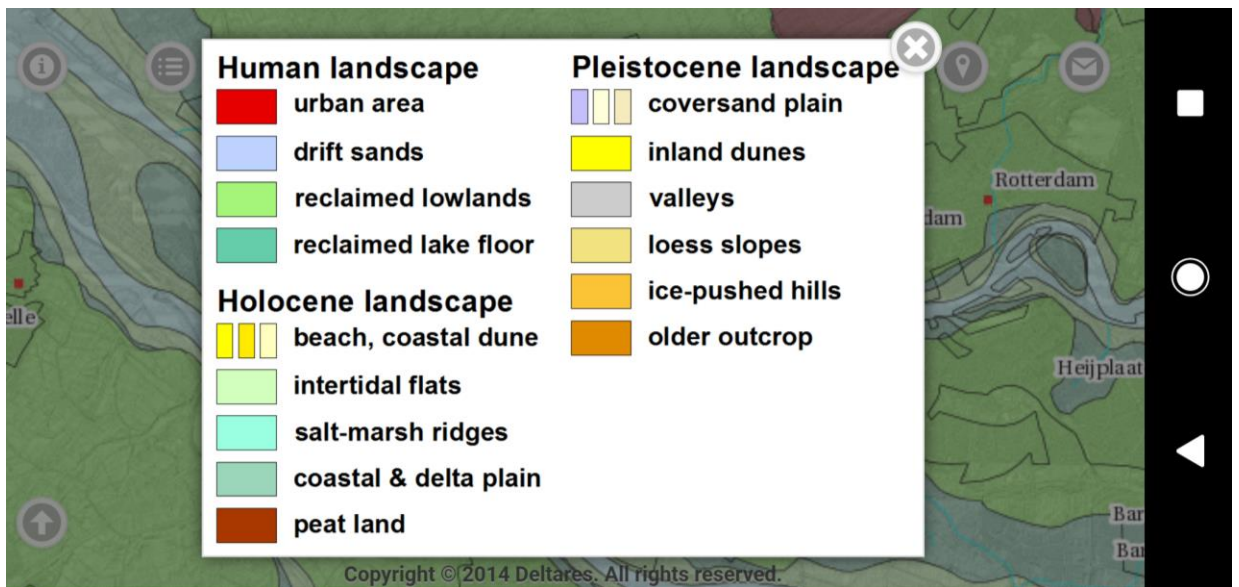 Human landscape
urban area
drift sands
reclaimed lowlands
reclaimed lake floor
Holocene landscape
beach, coastal dune
intertidal flats
salt-marsh ridges
coastal & delta plain
peat land
Pleistocene landscape
coversand plain
inland dunes
valleys
loess slopes
ice-pushed hills
older outcrop
Rotterdam
dam
elle
Heijplaat
Bar
Bar
Copyright © 2014 Deltares. All rights reserved.